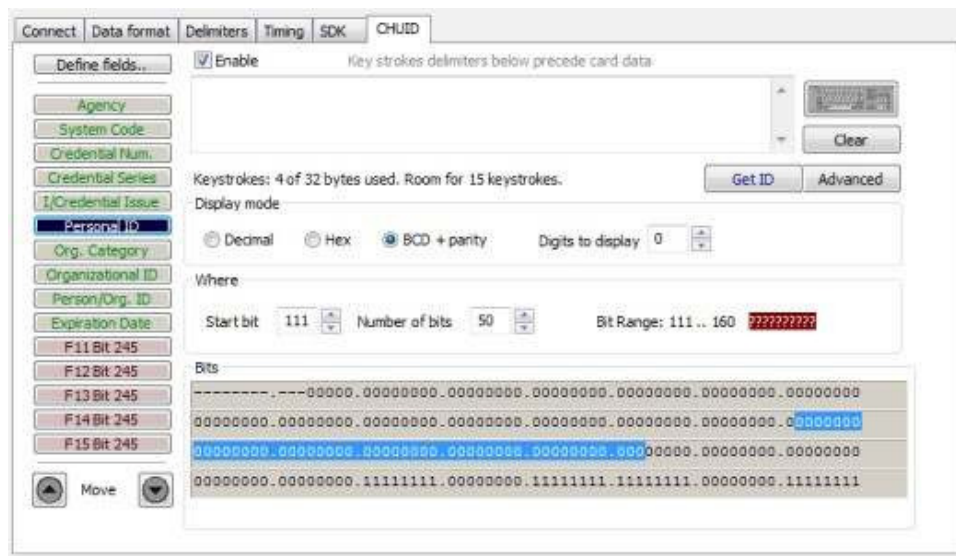 Connect Data format Delimiters Timing SDK CHUID
Define fields..
Enable Key strokes delimiters below precede card data
Agency
System Code
Credential Num.
Credential Series
I/Credential Issue
Personal ID
Org. Category
Organizational ID
Person/Org. ID
Expiration Date
F11 Bit 245
F12 Bit 245
F13 Bit 245
F14 Bit 245
F15 Bit 245
Move
Clear
Keystrokes: 4 of 32 bytes used. Room for 15 keystrokes. Get ID Advanced
Display mode
Decimal Hex BCD + parity Digits to display 0
Where
Start bit 111 Number of bits 50 Bit Range: 111 .. 160 ??????????
Bits
--------.---00000.00000000.00000000.00000000.00000000.00000000.00000000
00000000.00000000.00000000.00000000.00000000.00000000.00000000.00000000
00000000.00000000.00000000.00000000.00000000.00000000.00000000.00000000
00000000.00000000.11111111.00000000.11111111.11111111.00000000.11111111